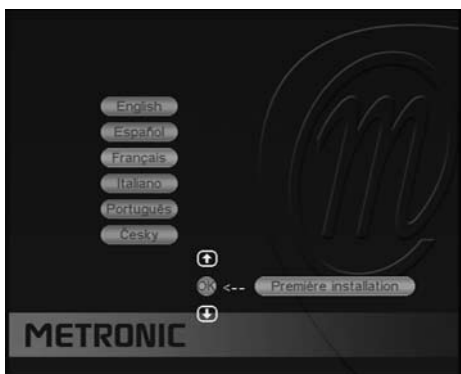 English
Español
Français
Italiano
Português
Česky
OK <-- Première installation
METRONIC